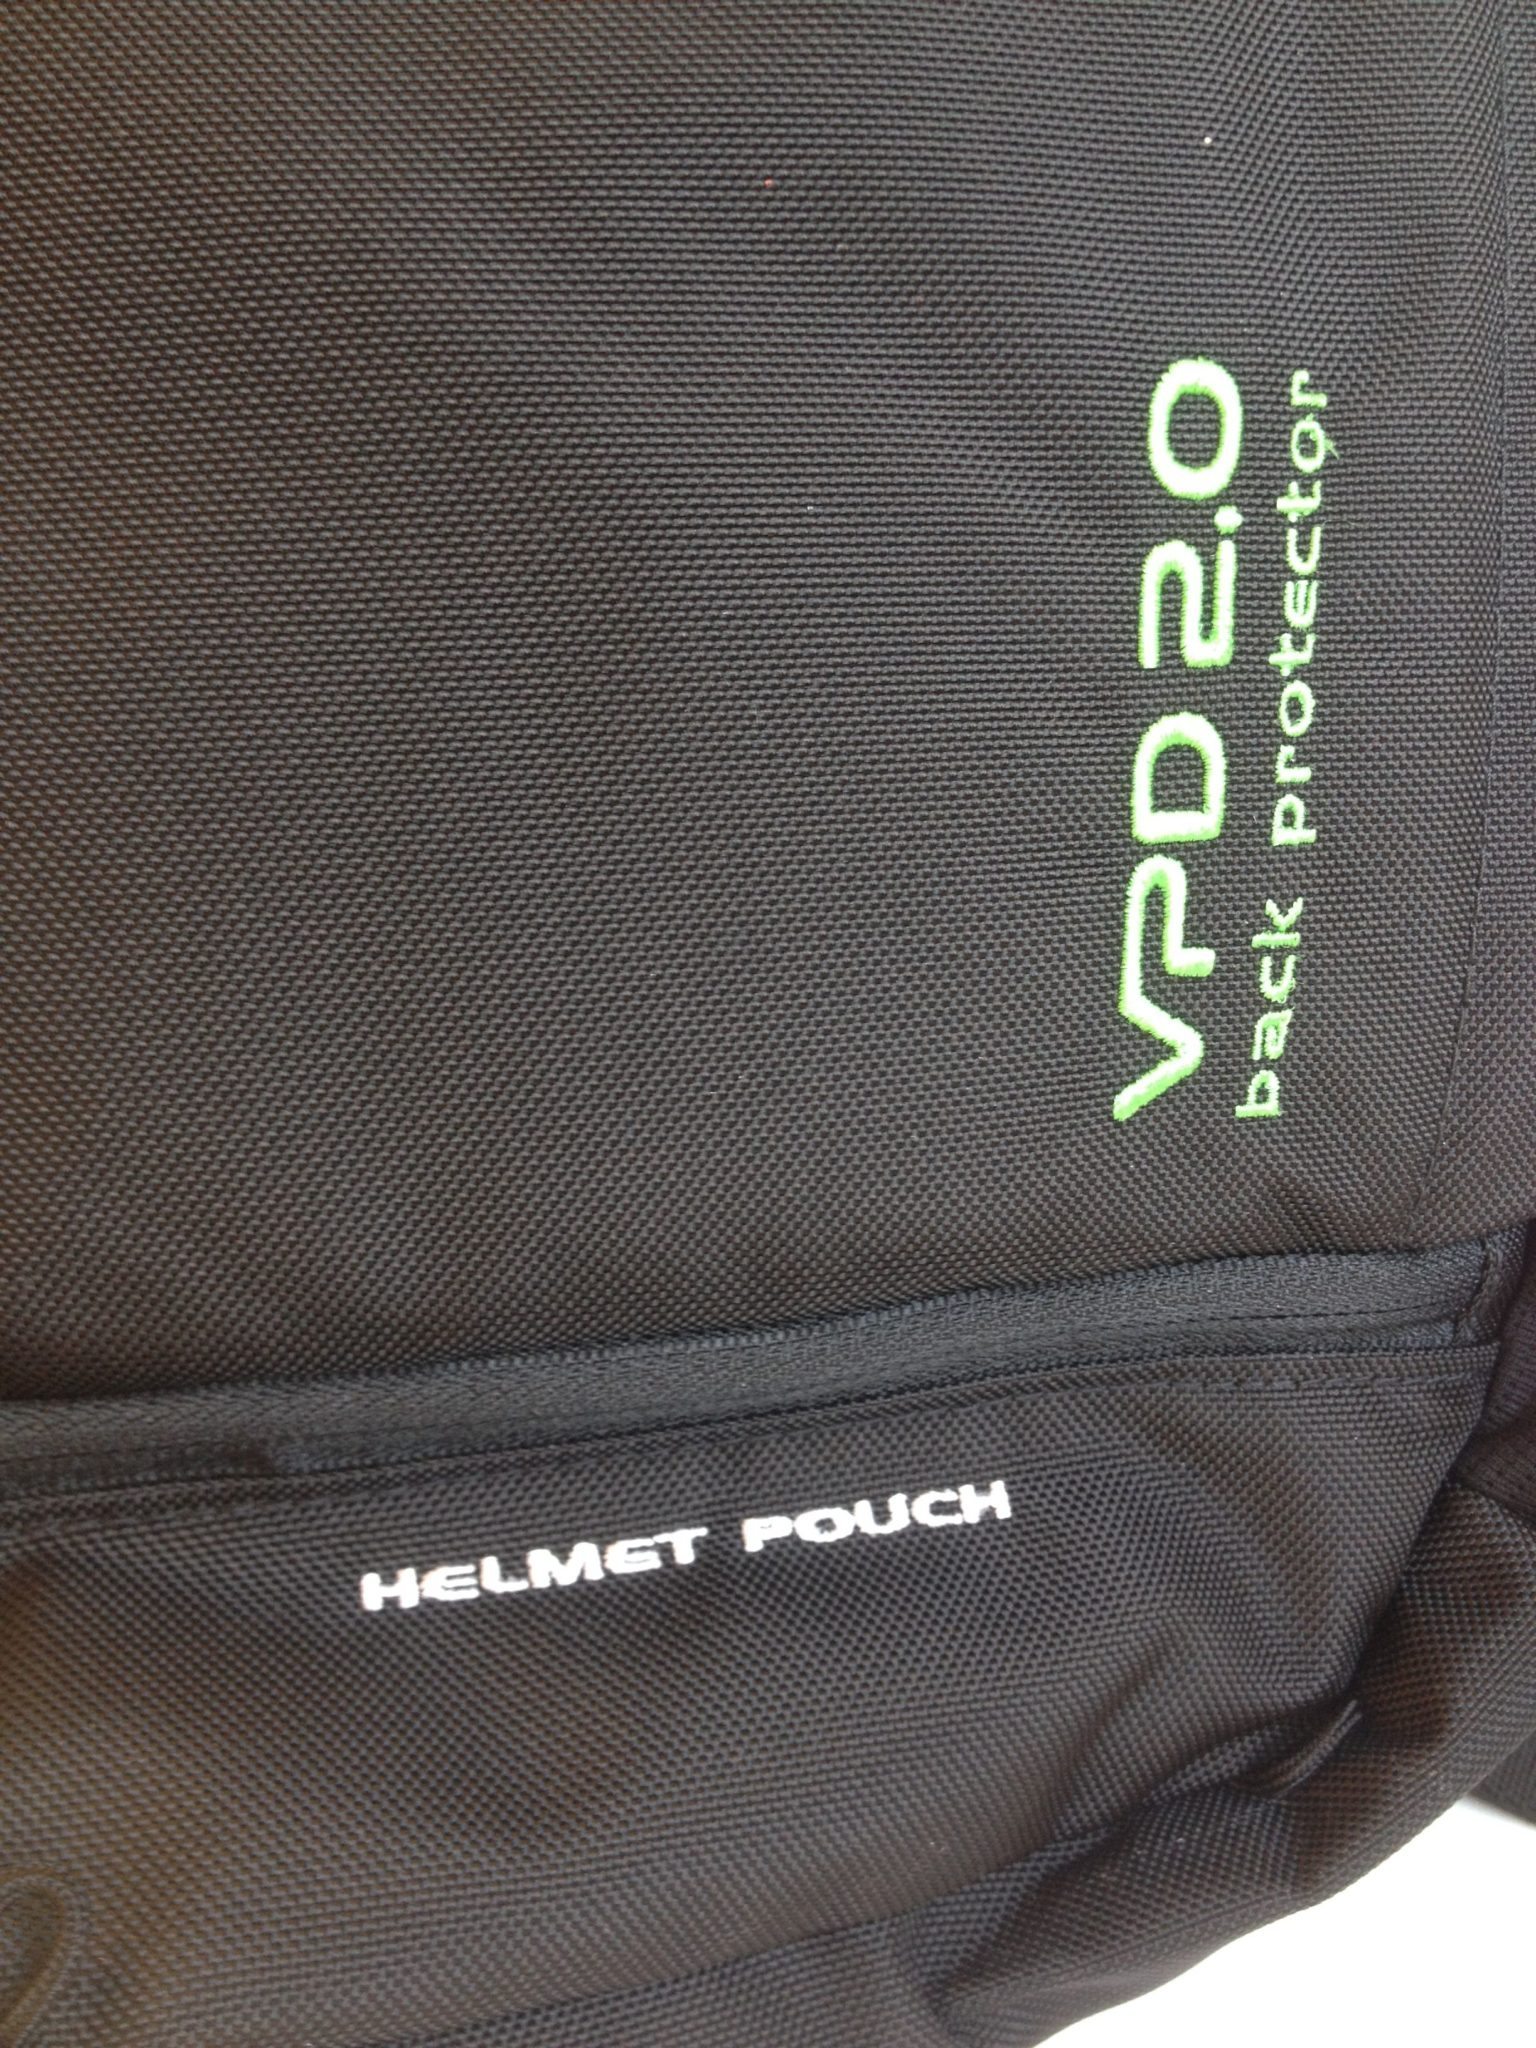 VPD 2.0
back protector
HELMET POUCH